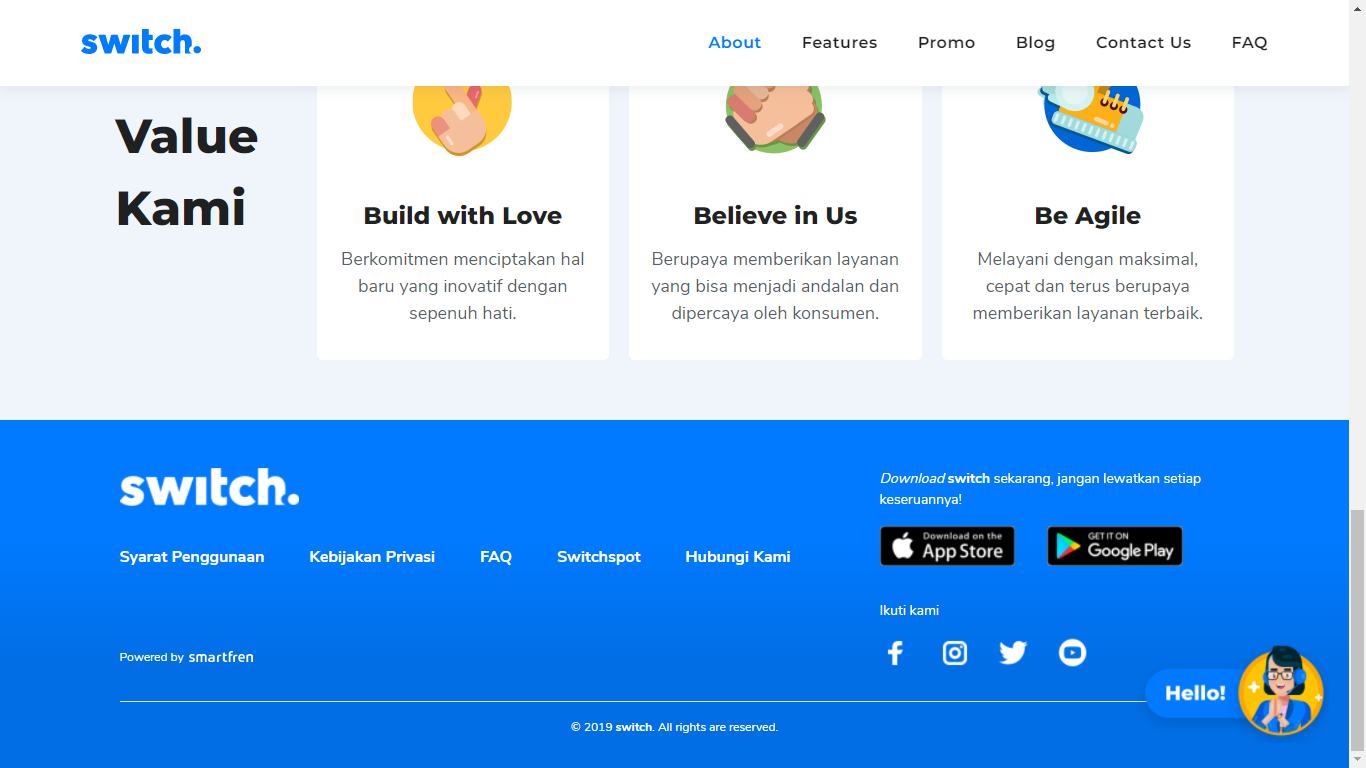 switch.
About Features Promo Blog Contact Us FAQ
Value
Kami
Build with Love
Berkomitmen menciptakan hal
baru yang inovatif dengan
sepenuh hati.
Believe in Us
Berupaya memberikan layanan
yang bisa menjadi andalan dan
dipercaya oleh konsumen.
Be Agile
Melayani dengan maksimal,
cepat dan terus berupaya
memberikan layanan terbaik.
switch.
Syarat Penggunaan Kebijakan Privasi FAQ Switchspot Hubungi Kami
Powered by smartfren
Download switch sekarang, jangan lewatkan setiap
keseruannya!
Download on the
App Store
GET IT ON
Google Play
Ikuti kami
Hello!
© 2019 switch. All rights are reserved.